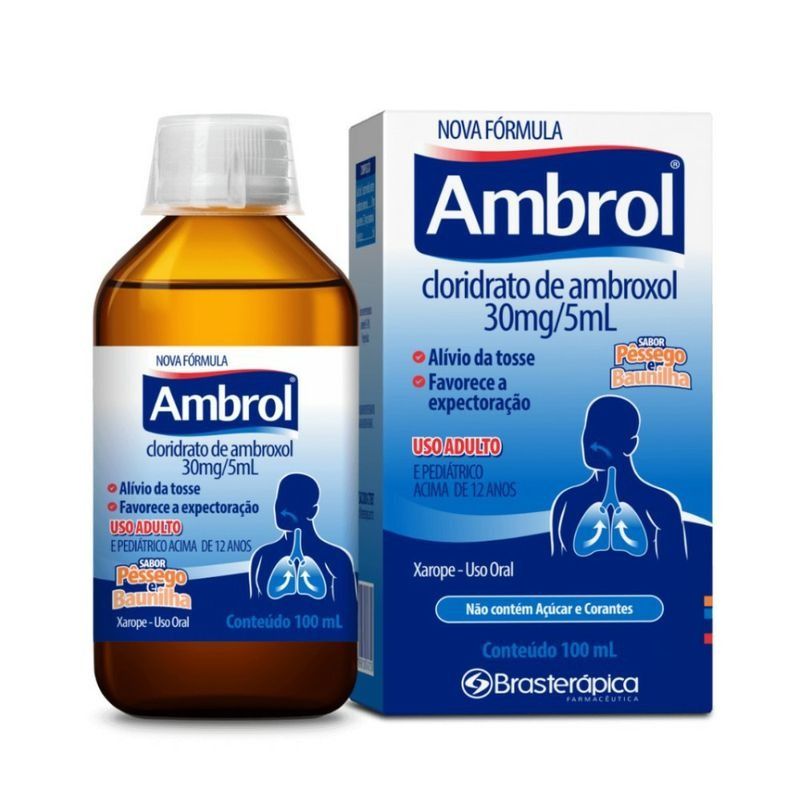 NOVA FÓRMULA
Ambrol®
cloridrato de ambroxol
30mg/5mL
Alívio da tosse
Favorece a expectoração
USO ADULTO
E PEDIÁTRICO ACIMA DE 12 ANOS
SABOR
Pêssego e
Baunilha
Xarope - Uso Oral
Conteúdo 100 mL
NOVA FÓRMULA
Ambrol®
cloridrato de ambroxol
30mg/5mL
Alívio da tosse
Favorece a
expectoração
SABOR
Pêssego e
Baunilha
USO ADULTO
E PEDIÁTRICO
ACIMA DE 12 ANOS
Xarope - Uso Oral
Não contém Açúcar e Corantes
Conteúdo 100 mL
Brasterápica
FARMACÊUTICA